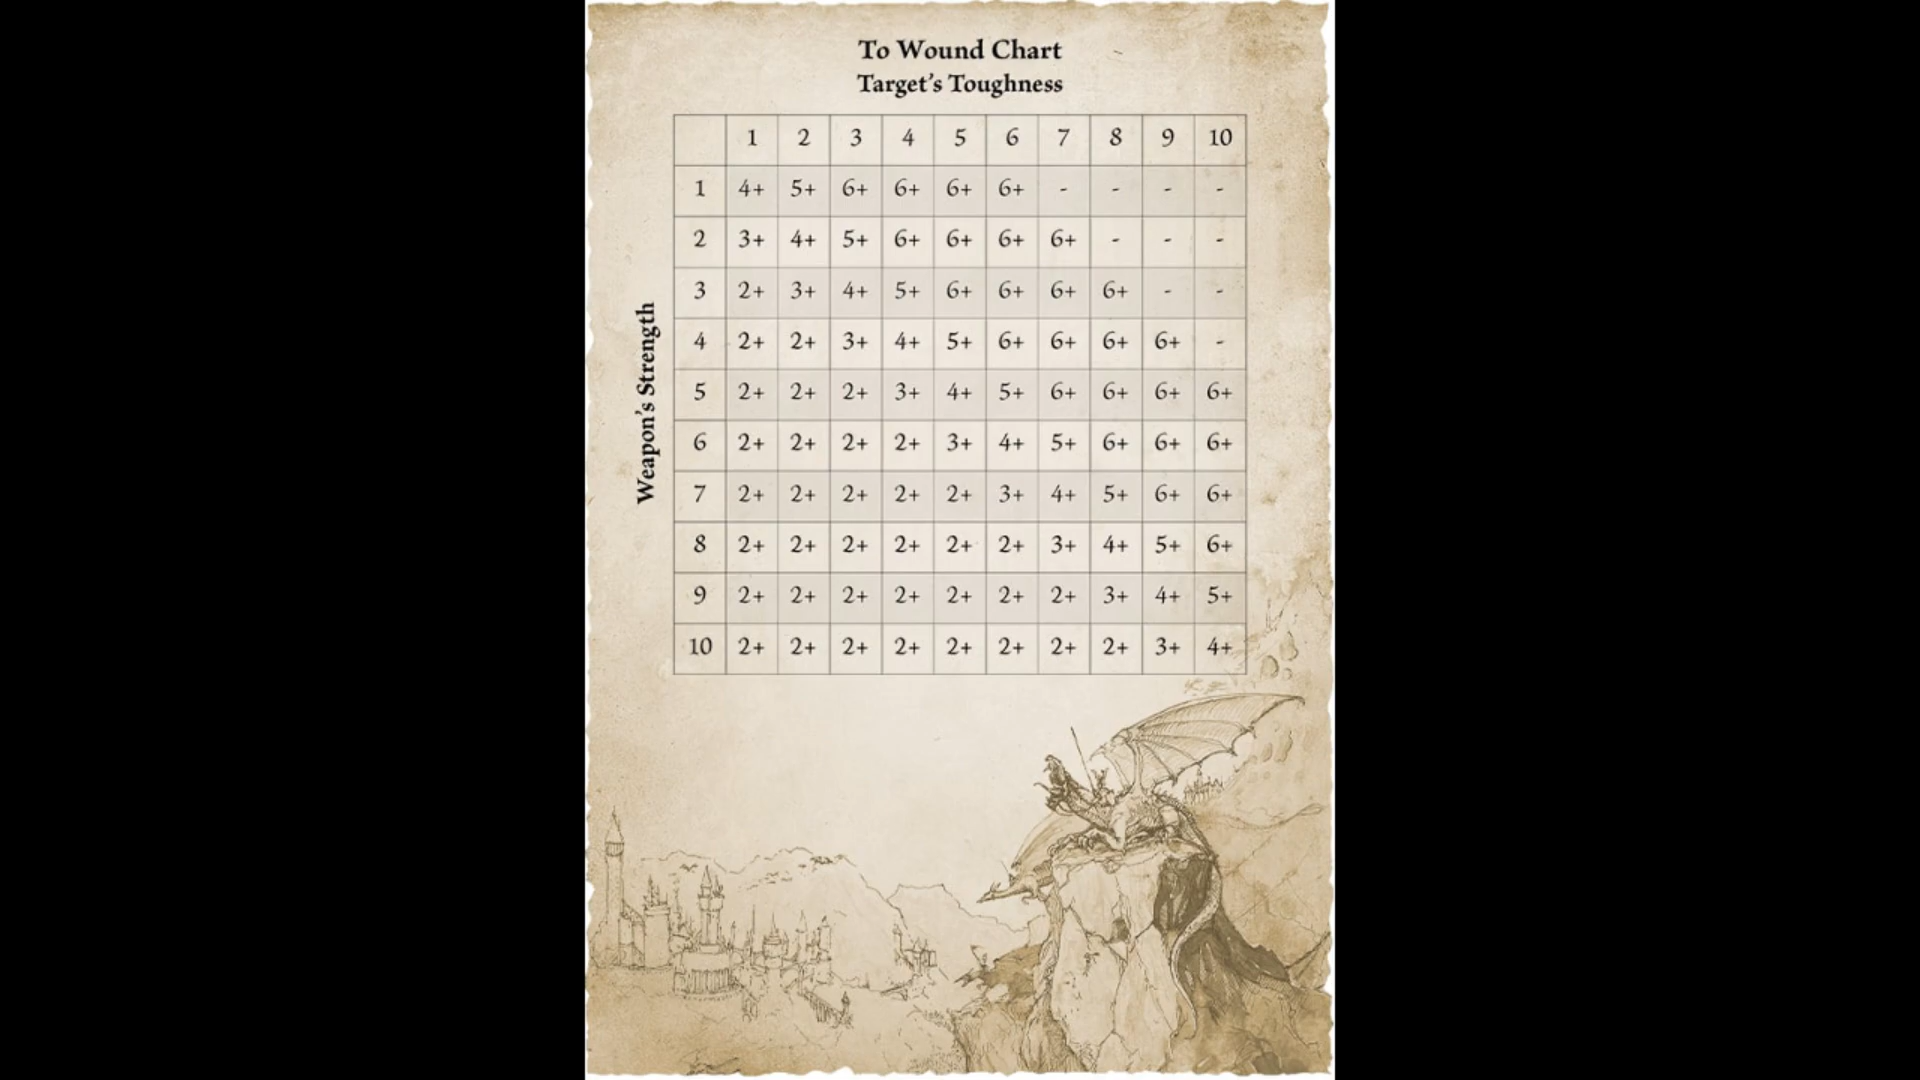 To Wound Chart
Target's Toughness
1 2 3 4 5 6 7 8 9 10
Weapon's Strength
1 4+ 5+ 6+ 6+ 6+ 6+ - - - -
2 3+ 4+ 5+ 6+ 6+ 6+ 6+ - - -
3 2+ 3+ 4+ 5+ 6+ 6+ 6+ 6+ - -
4 2+ 2+ 3+ 4+ 5+ 6+ 6+ 6+ 6+ -
5 2+ 2+ 2+ 3+ 4+ 5+ 6+ 6+ 6+ 6+
6 2+ 2+ 2+ 2+ 3+ 4+ 5+ 6+ 6+ 6+
7 2+ 2+ 2+ 2+ 2+ 3+ 4+ 5+ 6+ 6+
8 2+ 2+ 2+ 2+ 2+ 2+ 3+ 4+ 5+ 6+
9 2+ 2+ 2+ 2+ 2+ 2+ 2+ 3+ 4+ 5+
10 2+ 2+ 2+ 2+ 2+ 2+ 2+ 2+ 3+ 4+